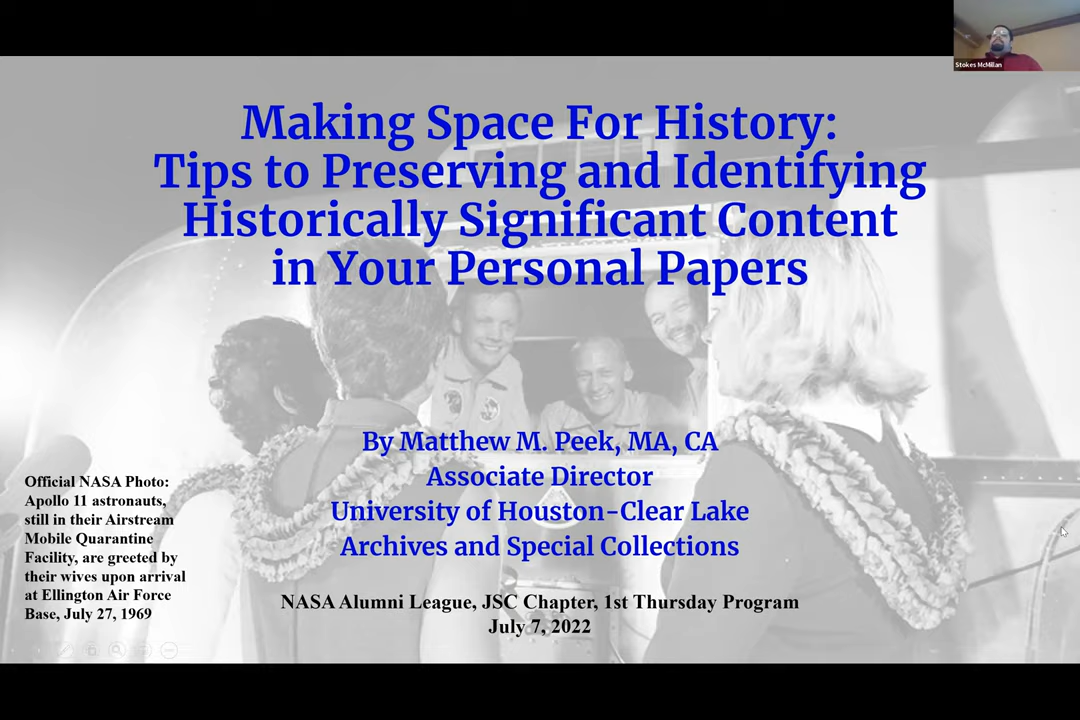 Stokes McMillan
Making Space For History:
Tips to Preserving and Identifying
Historically Significant Content
in Your Personal Papers
By Matthew M. Peek, MA, CA
Associate Director
University of Houston-Clear Lake
Archives and Special Collections
Official NASA Photo:
Apollo 11 astronauts,
still in their Airstream
Mobile Quarantine
Facility, are greeted by
their wives upon arrival
at Ellington Air Force
Base, July 27, 1969
NASA Alumni League, JSC Chapter, 1st Thursday Program
July 7, 2022